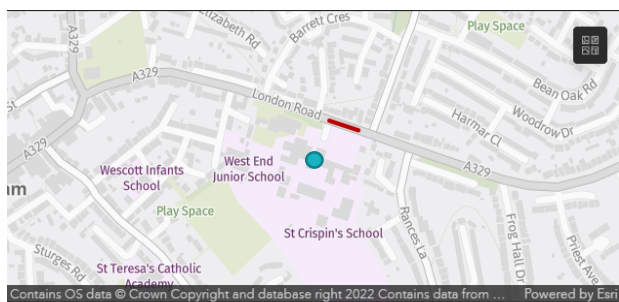 Elizabeth Rd
Barrett Cres
Play Space
A329
A329
London Road
Bean Oak Rd
Woodrow Dr
Harmar Cl
St
A329
A329
Wescott Infants
School
West End
Junior School
am
Play Space
St Crispin's School
Rances La
Frog Hall Dr
Priest Ave
Sturges Rd
St Teresa's Catholic
Academy
Contains OS data © Crown Copyright and database right 2022 Contains data from ...
Powered by Esri